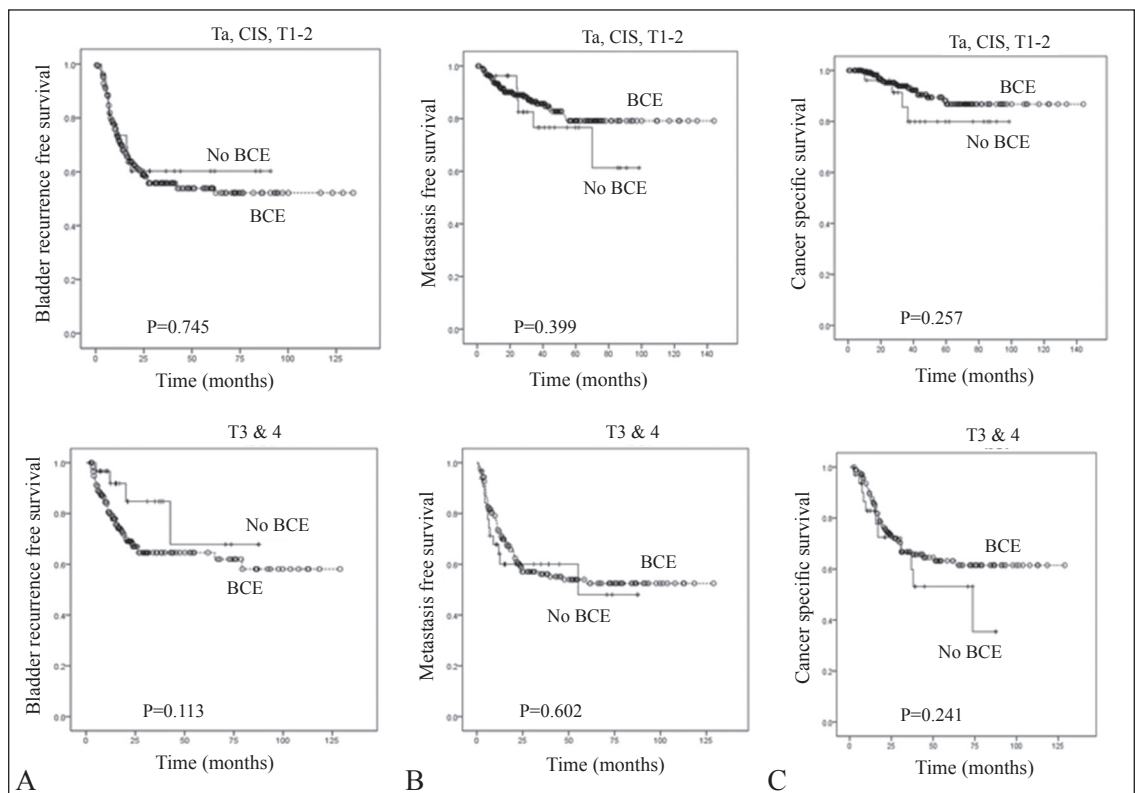 Ta, CIS, T1-2
Bladder recurrence free survival
1.0
0.8
0.6
0.4
0.2
0.0
No BCE
BCE
P=0.745
0 25 50 75 100 125
Time (months)
Ta, CIS, T1-2
Metastasis free survival
1.0
0.8
0.6
0.4
0.2
0.0
BCE
No BCE
P=0.399
0 20 40 60 80 100 120 140
Time (months)
Ta, CIS, T1-2
Cancer specific survival
1.0
0.8
0.6
0.4
0.2
0.0
BCE
No BCE
P=0.257
0 20 40 60 80 100 120 140
Time (months)
T3 & 4
Bladder recurrence free survival
1.0
0.8
0.6
0.4
0.2
0.0
No BCE
BCE
P=0.113
0 25 50 75 100 125
Time (months)
A
T3 & 4
Metastasis free survival
1.0
0.8
0.6
0.4
0.2
0.0
BCE
No BCE
P=0.602
0 25 50 75 100 125
Time (months)
B
T3 & 4
Cancer specific survival
1.0
0.8
0.6
0.4
0.2
0.0
BCE
No BCE
P=0.241
0 25 50 75 100 125
Time (months)
C